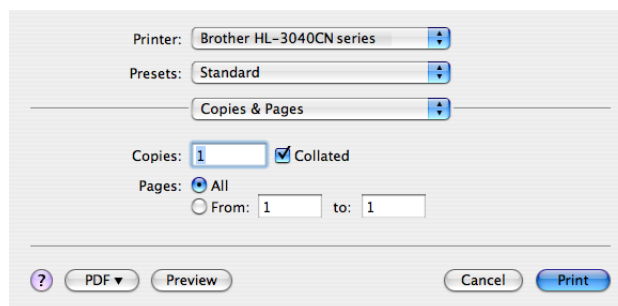 Printer: Brother HL-3040CN series
Presets: Standard
Copies & Pages
Copies: 1 Collated
Pages: All
From: 1 to: 1
? PDF ▼ Preview Cancel Print